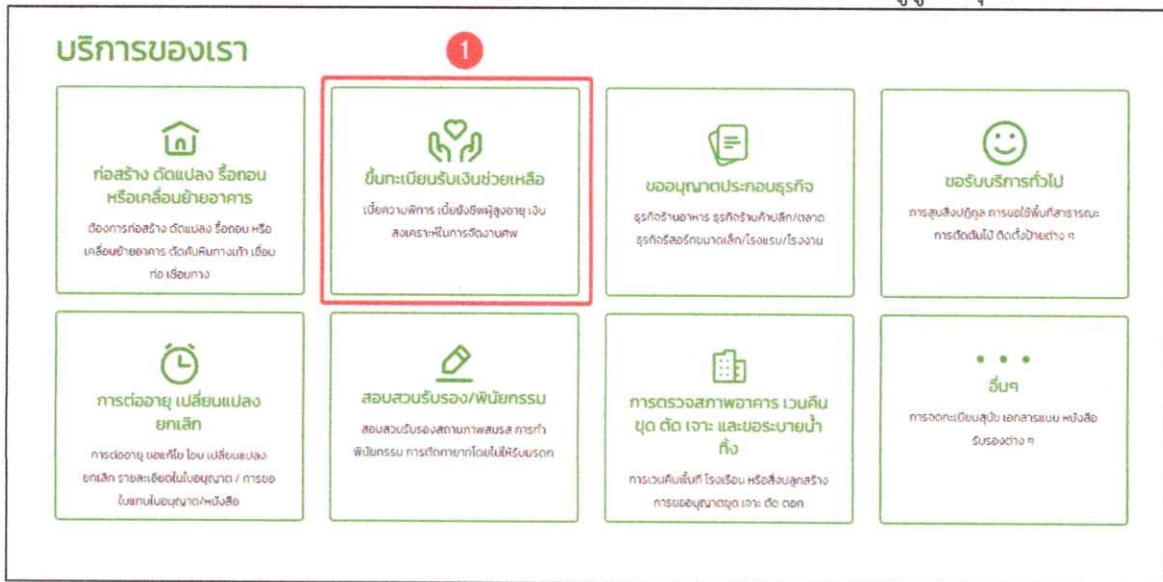 บริการของเรา
1
ก่อสร้าง ดัดแปลง รื้อถอน
หรือเคลื่อนย้ายอาคาร
ต้องการก่อสร้าง ดัดแปลง รื้อถอน หรือ
เคลื่อนย้ายอาคาร ตัดคันหินทางเท้า เชื่อม
ท่อ เชื่อมทาง
ขึ้นทะเบียนรับเงินช่วยเหลือ
เบี้ยความพิการ เบี้ยยังชีพผู้สูงอายุ เงิน
สงเคราะห์ในการจัดงานศพ
ขออนุญาตประกอบธุรกิจ
ธุรกิจร้านอาหาร ธุรกิจร้านค้าปลีก/ตลาด
ธุรกิจรีสอร์ทขนาดเล็ก/โรงแรม/โรงงาน
ขอรับบริการทั่วไป
การสูบสิ่งปฏิกูล การขอใช้พื้นที่สาธารณะ
การตัดต้นไม้ ติดตั้งป้ายต่าง ๆ
การต่ออายุ เปลี่ยนแปลง
ยกเลิก
การต่ออายุ ขอแก้ไข โอน เปลี่ยนแปลง
ยกเลิก รายละเอียดในใบอนุญาต / การขอ
ใบแทนใบอนุญาต/หนังสือ
สอบสวนรับรอง/พินัยกรรม
สอบสวนรับรองสถานภาพสมรส การทำ
พินัยกรรม การตัดทายาทโดยไม่ให้รับมรดก
การตรวจสภาพอาคาร เวนคืน
ขุด ตัด เจาะ และขอระบายน้ำ
ทิ้ง
การเวนคืนพื้นที่ โรงเรือน หรือสิ่งปลูกสร้าง
การขออนุญาตขุด เจาะ ตัด ตอก
อื่นๆ
การจดทะเบียนสุนัข เอกสารแบบ หนังสือ
รับรองต่าง ๆ